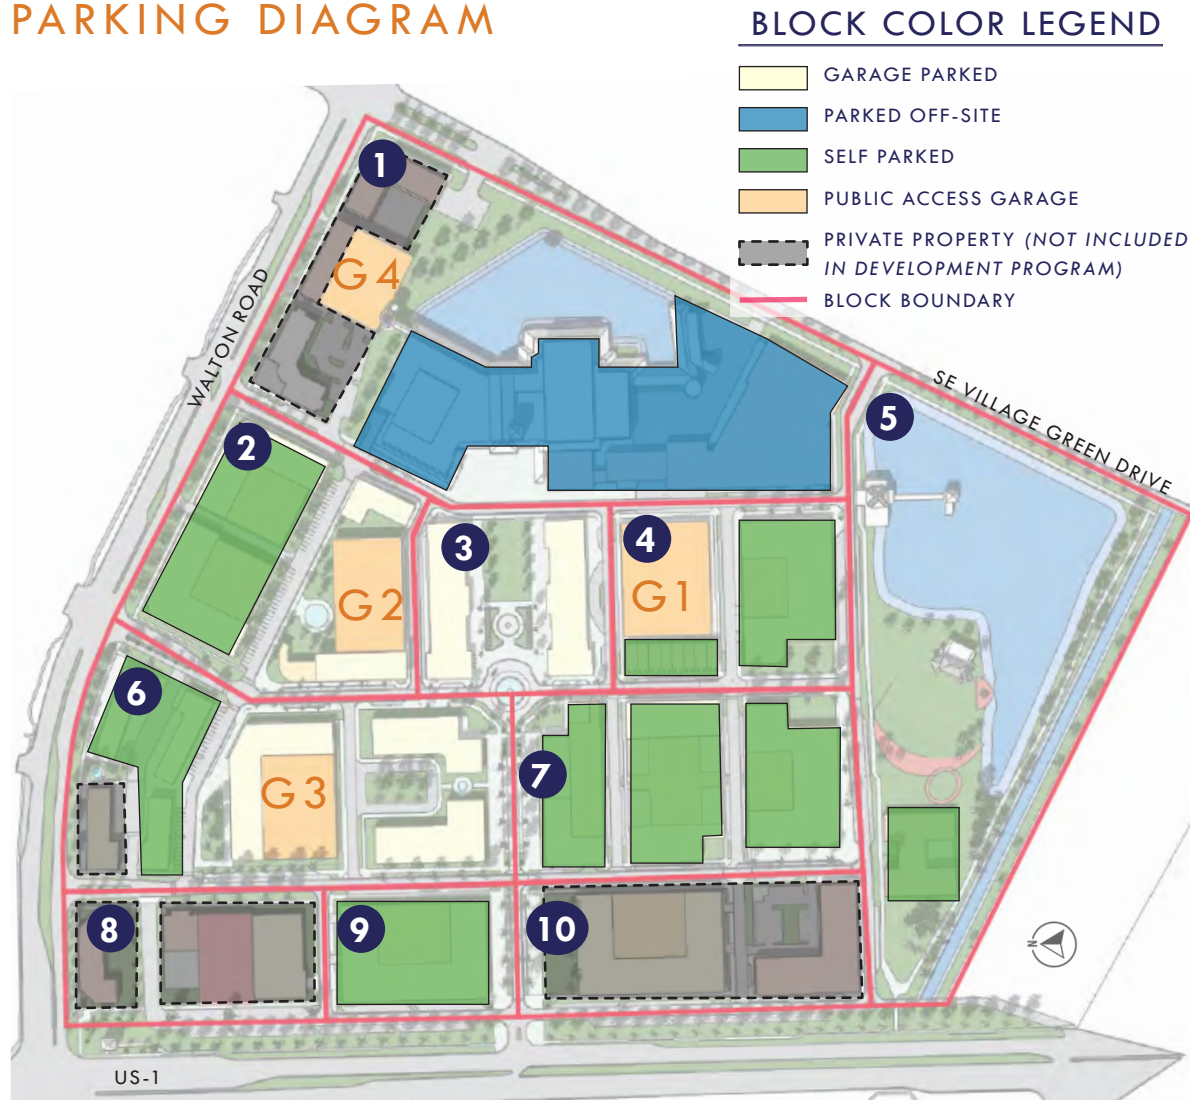 PARKING DIAGRAM
BLOCK COLOR LEGEND
GARAGE PARKED
PARKED OFF-SITE
SELF PARKED
PUBLIC ACCESS GARAGE
PRIVATE PROPERTY (NOT INCLUDED
IN DEVELOPMENT PROGRAM)
BLOCK BOUNDARY
1
G4
WALTON ROAD
SE VILLAGE GREEN DRIVE
5
2
3
4
G2
G1
6
7
G3
8
9
10
N
US-1